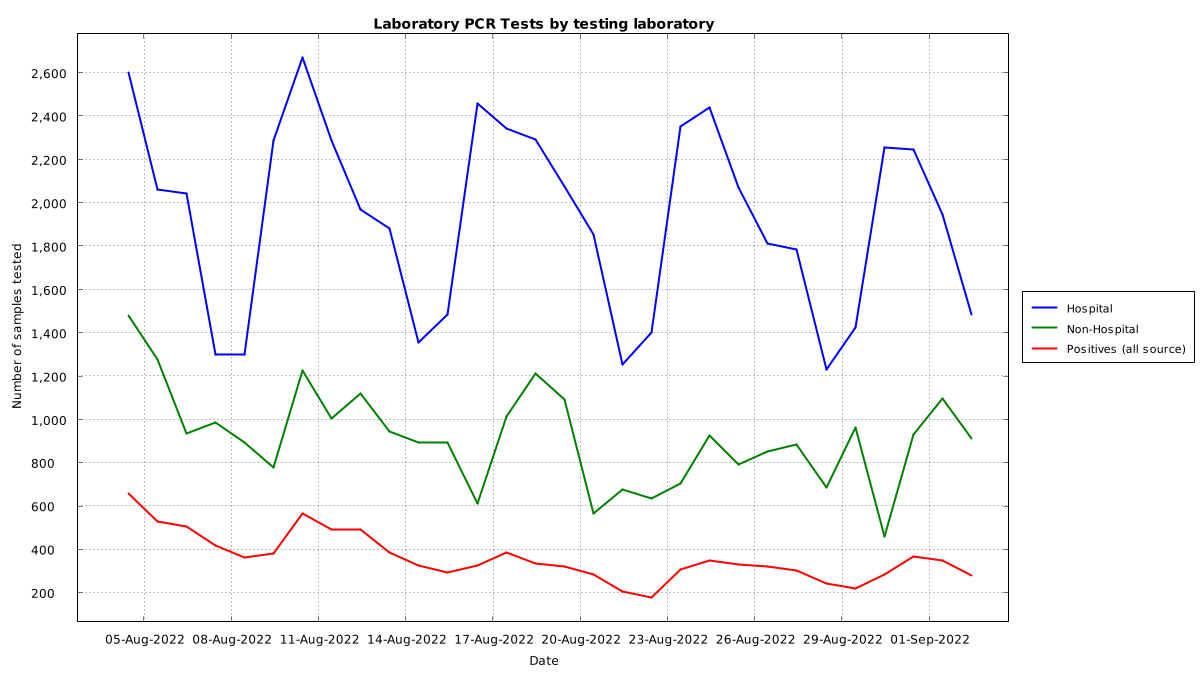 Laboratory PCR Tests by testing laboratory
Number of samples tested
2,600
2,400
2,200
2,000
1,800
1,600
1,400
1,200
1,000
800
600
400
200
05-Aug-2022 08-Aug-2022 11-Aug-2022 14-Aug-2022 17-Aug-2022 20-Aug-2022 23-Aug-2022 26-Aug-2022 29-Aug-2022 01-Sep-2022
Date
Hospital
Non-Hospital
Positives (all source)